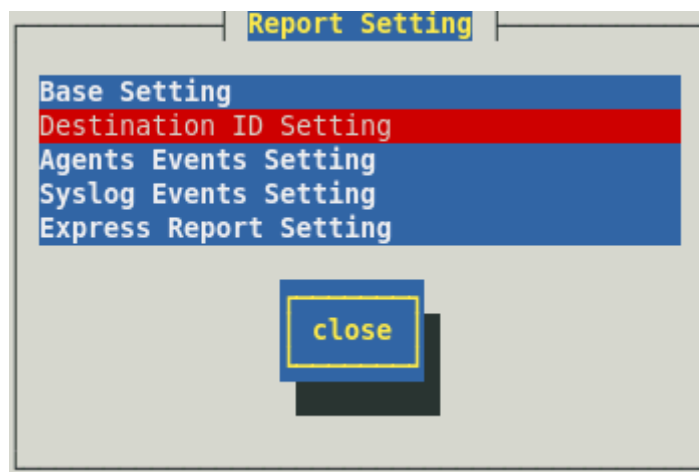 Report Setting
Base Setting
Destination ID Setting
Agents Events Setting
Syslog Events Setting
Express Report Setting
close